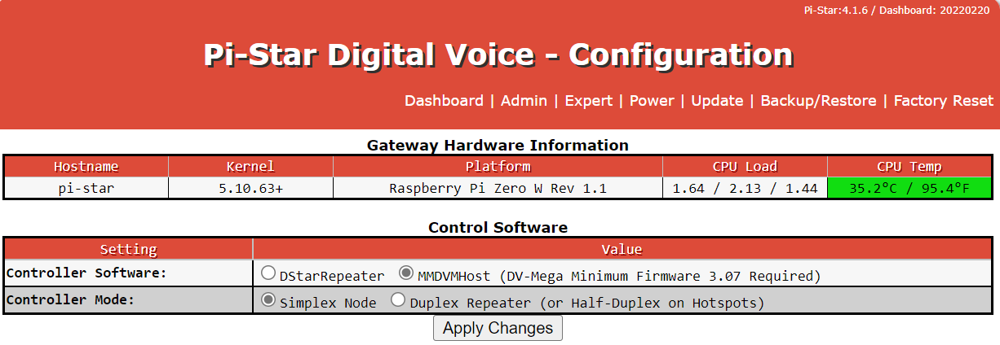 Pi-Star:4.1.6 / Dashboard: 20220220
Pi-Star Digital Voice - Configuration
Dashboard | Admin | Expert | Power | Update | Backup/Restore | Factory Reset
Gateway Hardware Information
Hostname Kernel Platform CPU Load CPU Temp
pi-star 5.10.63+ Raspberry Pi Zero W Rev 1.1 1.64 / 2.13 / 1.44 35.2ºC / 95.4ºF
Control Software
Setting Value
Controller Software: DStarRepeater MMDVMHost (DV-Mega Minimum Firmware 3.07 Required)
Controller Mode: Simplex Node Duplex Repeater (or Half-Duplex on Hotspots)
Apply Changes